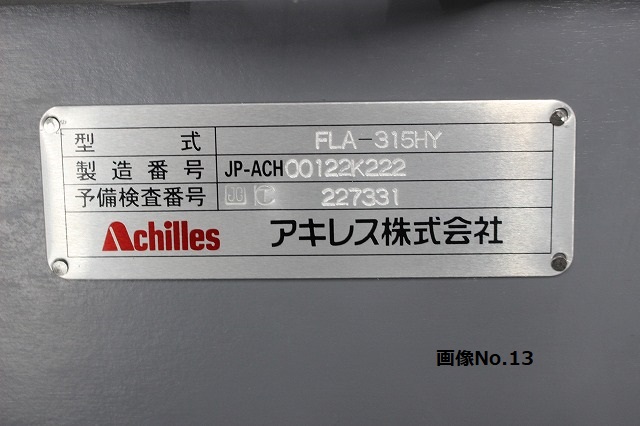 型 式 FLA-315HY
製造番号 JP-ACH00122K222
予備検査番号 JG 227331
Achilles アキレス株式会社
画像No.13